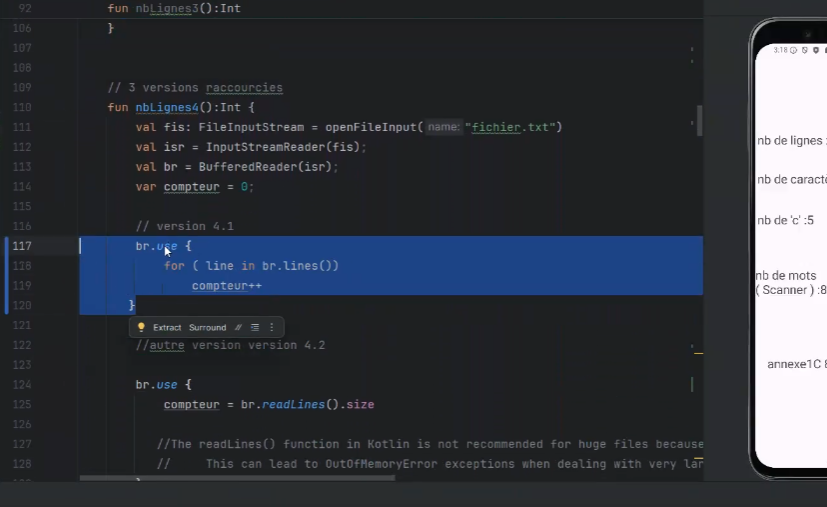 92 fun nbLignes3():Int
106 }
107
108
109 // 3 versions raccourcies
110 fun nbLignes4():Int {
111 val fis: FileInputStream = openFileInput( name: "fichier.txt")
112 val isr = InputStreamReader(fis);
113 val br = BufferedReader(isr);
114 var compteur = 0;
115
116 // version 4.1
117 br.use {
118 for ( line in br.lines())
119 compteur++
120 }
121
Extract Surround //
122 //autre version version 4.2
123
124 br.use {
125 compteur = br.readLines().size
126
127 //The readLines() function in Kotlin is not recommended for huge files because
128 // This can lead to OutOfMemoryError exceptions when dealing with very lar
3:18
nb de lignes :
nb de caracté
nb de 'c' :5
nb de mots
( Scanner ) :8
annexe1C 8